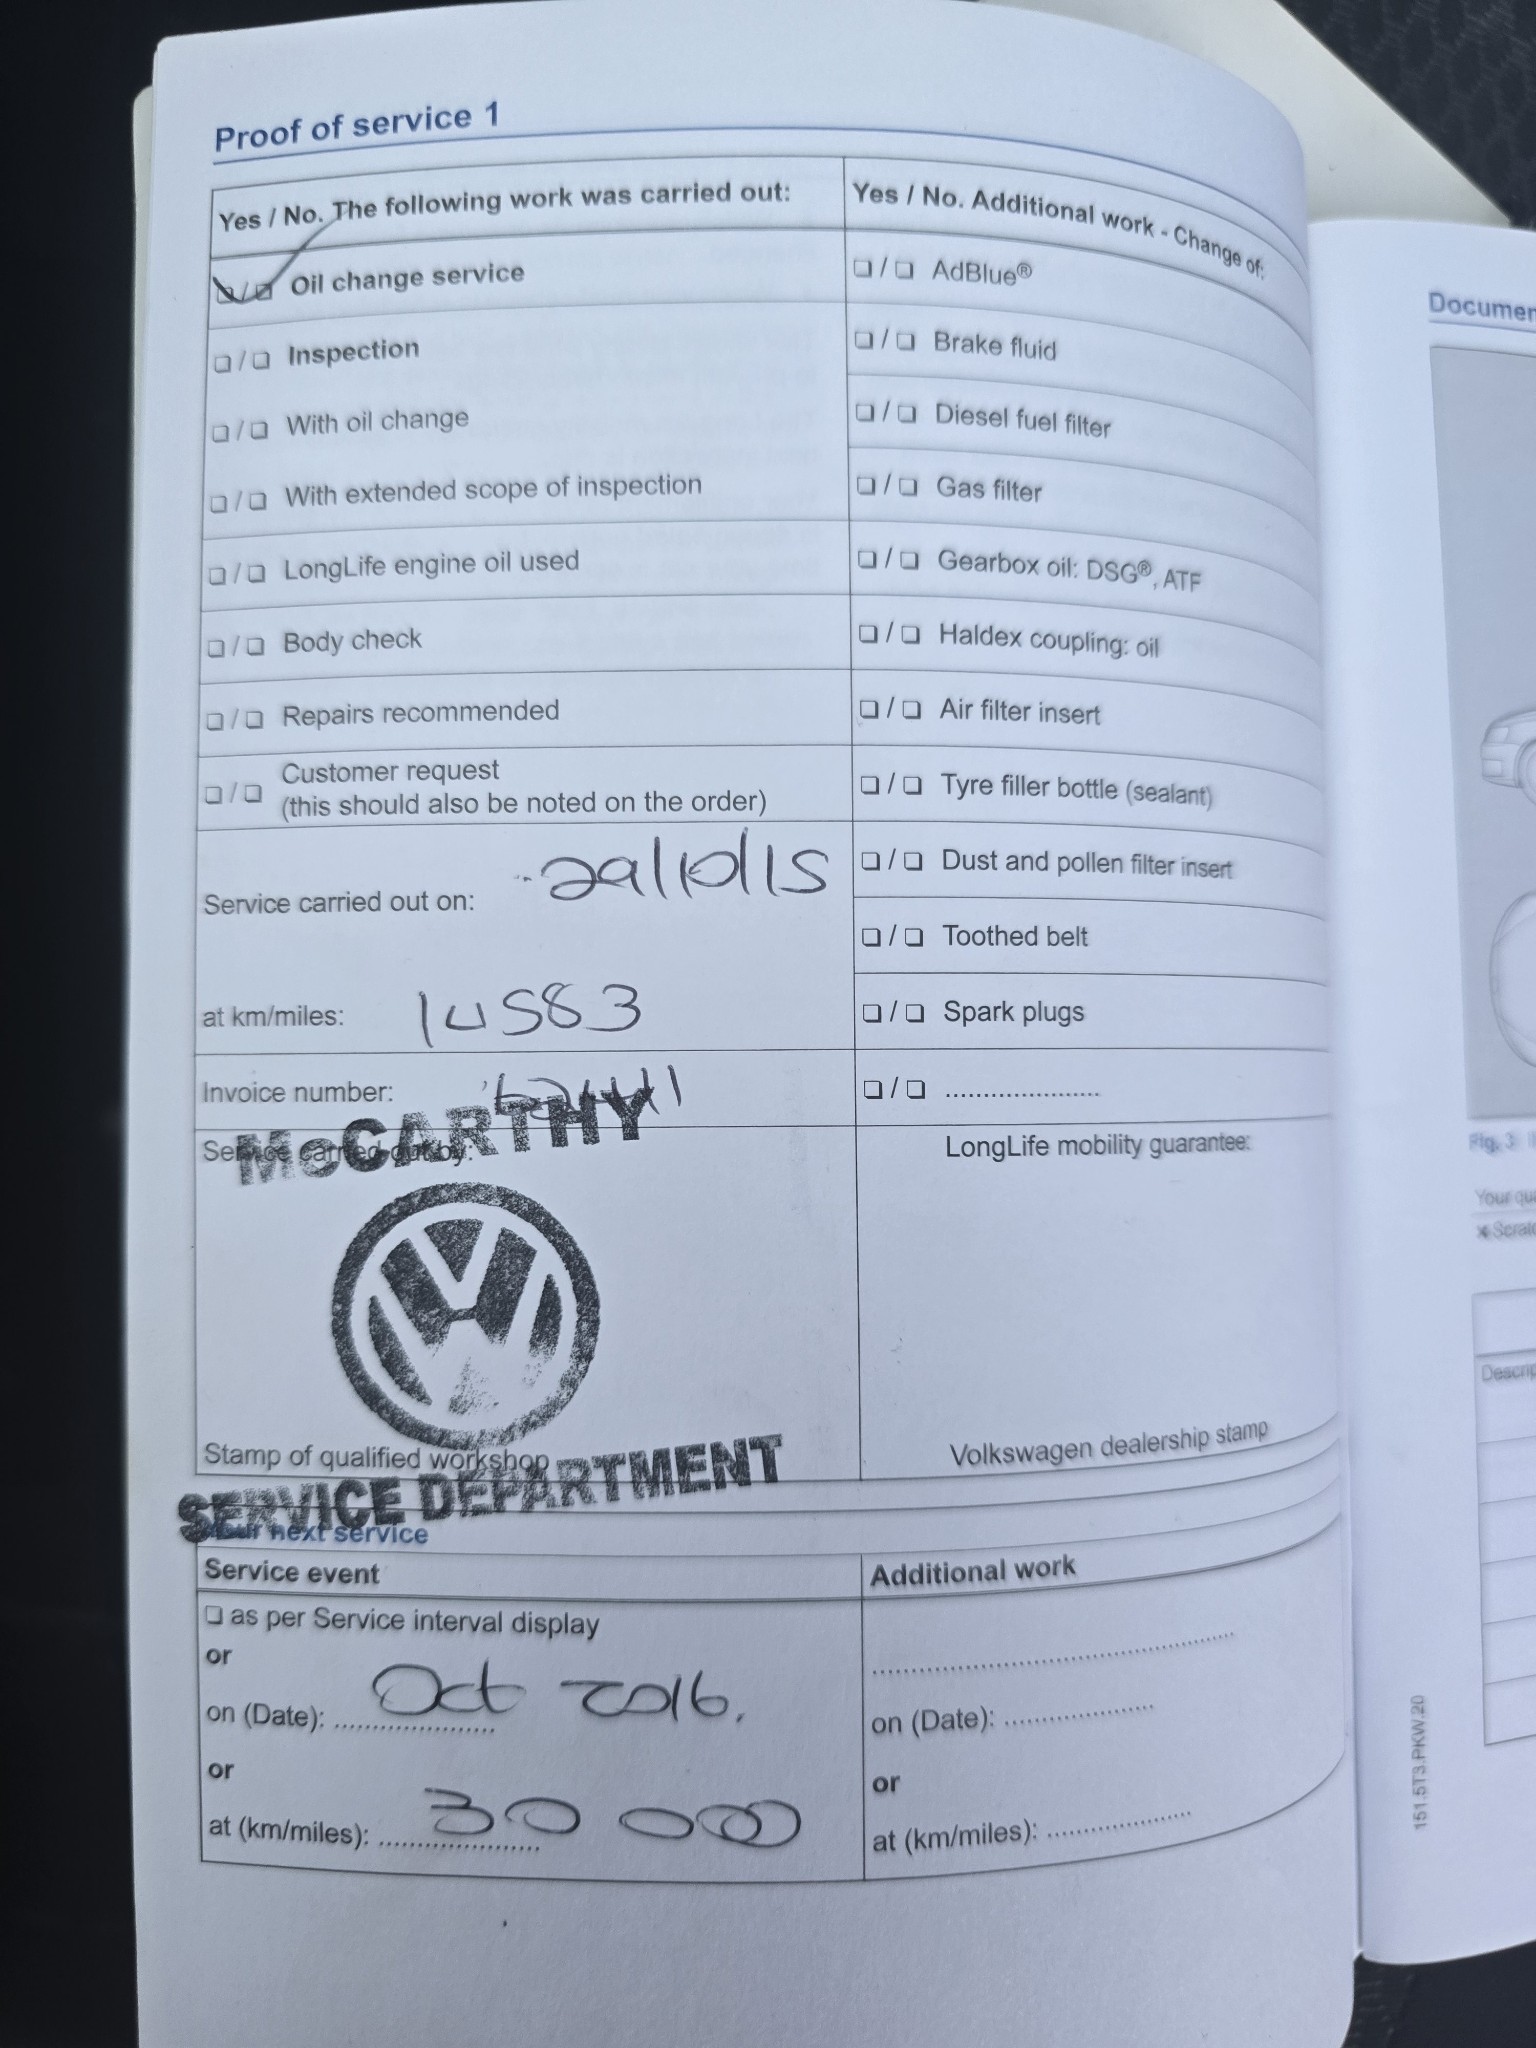 Proof of service 1
Yes / No. The following work was carried out:
Oil change service
Inspection
With oil change
With extended scope of inspection
LongLife engine oil used
Body check
Repairs recommended
Customer request
(this should also be noted on the order)
Service carried out on: 29/10/15
at km/miles: 14583
Invoice number:
McCARTHY
Service carried out by:
Stamp of qualified workshop
SERVICE DEPARTMENT
Yes / No. Additional work - Change of:
AdBlue®
Brake fluid
Diesel fuel filter
Gas filter
Gearbox oil: DSG®, ATF
Haldex coupling: oil
Air filter insert
Tyre filler bottle (sealant)
Dust and pollen filter insert
Toothed belt
Spark plugs
LongLife mobility guarantee:
Volkswagen dealership stamp
next service
Service event
as per Service interval display
or
on (Date): Oct 2016.
or
at (km/miles): 30 000
Additional work
on (Date):
or
at (km/miles):
151.5T3.PKW.20
Fig. 3